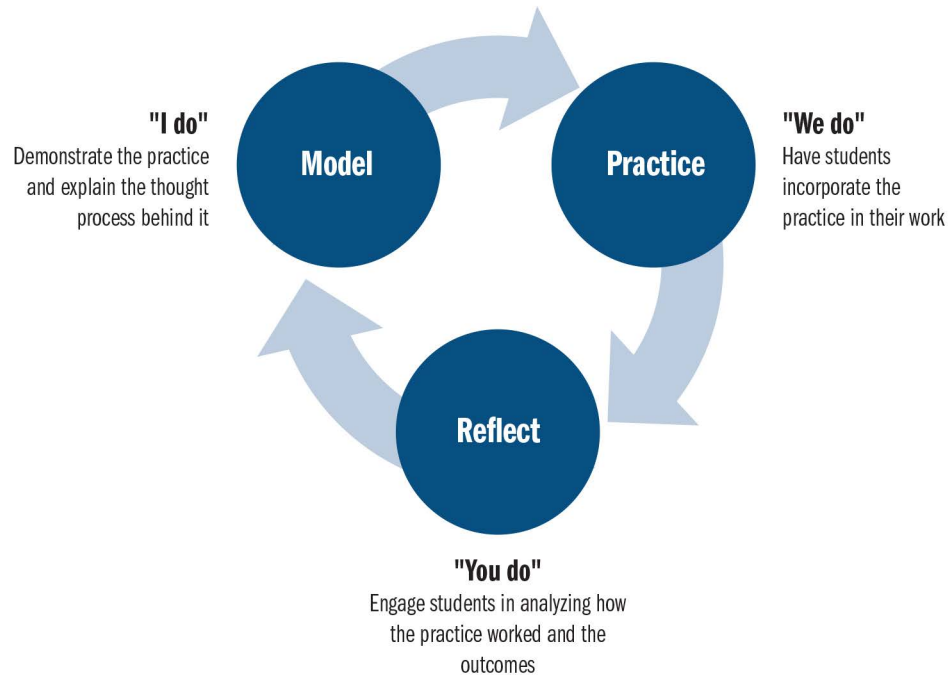 "I do"
Demonstrate the practice
and explain the thought
process behind it
Model
Practice
"We do"
Have students
incorporate the
practice in their work
Reflect
"You do"
Engage students in analyzing how
the practice worked and the
outcomes